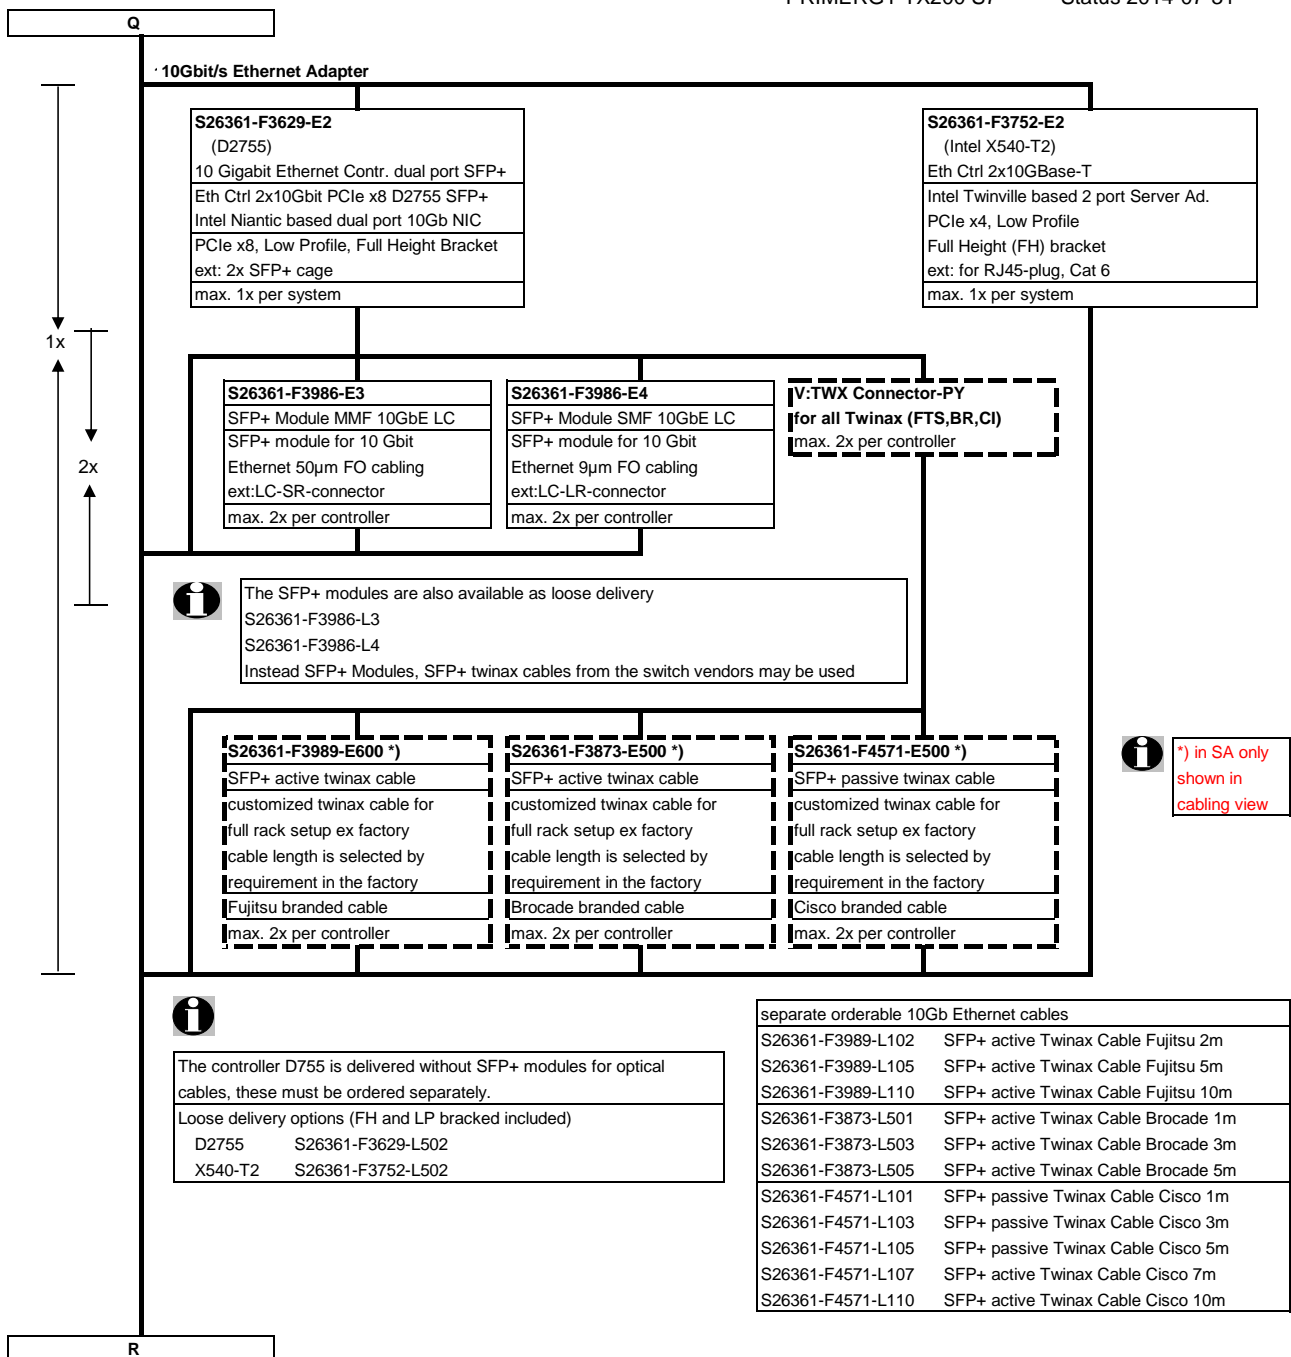 Q
10Gbit/s Ethernet Adapter
S26361-F3629-E2
(D2755)
10 Gigabit Ethernet Contr. dual port SFP+
Eth Ctrl 2x10Gbit PCIe x8 D2755 SFP+
Intel Niantic based dual port 10Gb NIC
PCIe x8, Low Profile, Full Height Bracket
ext: 2x SFP+ cage
max. 1x per system
S26361-F3752-E2
(Intel X540-T2)
Eth Ctrl 2x10GBase-T
Intel Twinville based 2 port Server Ad.
PCIe x4, Low Profile
Full Height (FH) bracket
ext: for RJ45-plug, Cat 6
max. 1x per system
1x
2x
S26361-F3986-E3
SFP+ Module MMF 10GbE LC
SFP+ module for 10 Gbit
Ethernet 50µm FO cabling
ext:LC-SR-connector
max. 2x per controller
S26361-F3986-E4
SFP+ Module SMF 10GbE LC
SFP+ module for 10 Gbit
Ethernet 9µm FO cabling
ext:LC-LR-connector
max. 2x per controller
V:TWX Connector-PY
for all Twinax (FTS,BR,CI)
max. 2x per controller
The SFP+ modules are also available as loose delivery
S26361-F3986-L3
S26361-F3986-L4
Instead SFP+ Modules, SFP+ twinax cables from the switch vendors may be used
S26361-F3989-E600 *)
SFP+ active twinax cable
customized twinax cable for
full rack setup ex factory
cable length is selected by
requirement in the factory
Fujitsu branded cable
max. 2x per controller
S26361-F3873-E500 *)
SFP+ active twinax cable
customized twinax cable for
full rack setup ex factory
cable length is selected by
requirement in the factory
Brocade branded cable
max. 2x per controller
S26361-F4571-E500 *)
SFP+ passive twinax cable
customized twinax cable for
full rack setup ex factory
cable length is selected by
requirement in the factory
Cisco branded cable
max. 2x per controller
*) in SA only
shown in
cabling view
The controller D755 is delivered without SFP+ modules for optical
cables, these must be ordered separately.
Loose delivery options (FH and LP bracked included)
D2755 S26361-F3629-L502
X540-T2 S26361-F3752-L502
separate orderable 10Gb Ethernet cables
S26361-F3989-L102 SFP+ active Twinax Cable Fujitsu 2m
S26361-F3989-L105 SFP+ active Twinax Cable Fujitsu 5m
S26361-F3989-L110 SFP+ active Twinax Cable Fujitsu 10m
S26361-F3873-L501 SFP+ active Twinax Cable Brocade 1m
S26361-F3873-L503 SFP+ active Twinax Cable Brocade 3m
S26361-F3873-L505 SFP+ active Twinax Cable Brocade 5m
S26361-F4571-L101 SFP+ passive Twinax Cable Cisco 1m
S26361-F4571-L103 SFP+ passive Twinax Cable Cisco 3m
S26361-F4571-L105 SFP+ passive Twinax Cable Cisco 5m
S26361-F4571-L107 SFP+ active Twinax Cable Cisco 7m
S26361-F4571-L110 SFP+ active Twinax Cable Cisco 10m
R